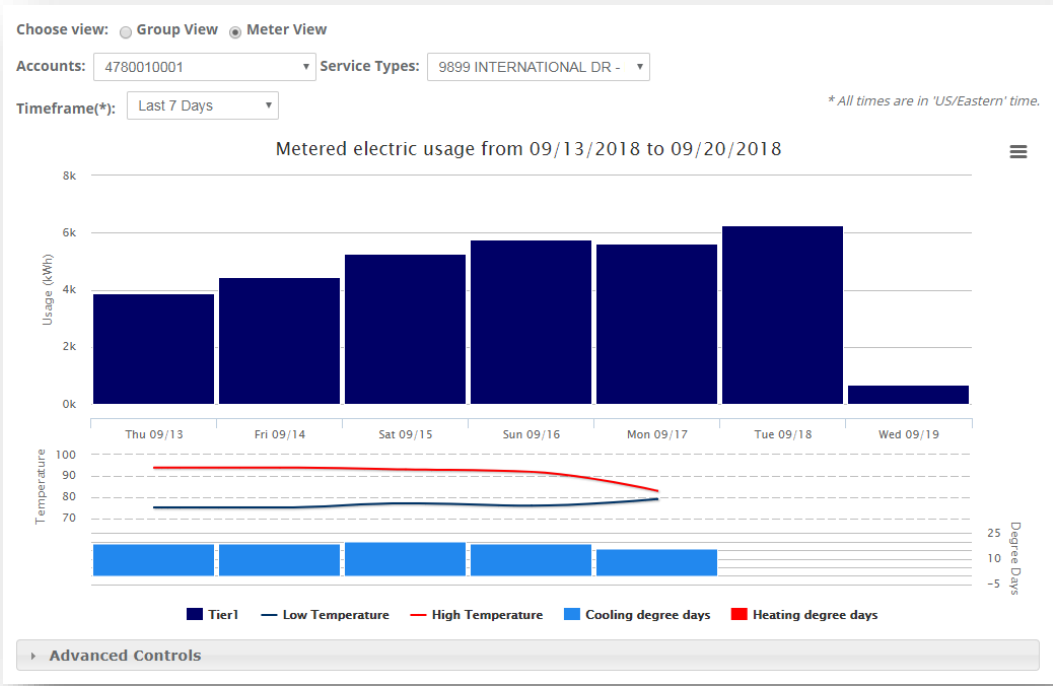 Choose view: Group View Meter View
Accounts: 4780010001 Service Types: 9899 INTERNATIONAL DR -
Timeframe(*): Last 7 Days
* All times are in 'US/Eastern' time.
Metered electric usage from 09/13/2018 to 09/20/2018
Usage (kWh)
8k
6k
4k
2k
0k
Thu 09/13 Fri 09/14 Sat 09/15 Sun 09/16 Mon 09/17 Tue 09/18 Wed 09/19
Temperature
100
90
80
70
Degree Days
25
10
-5
Tier1 Low Temperature High Temperature Cooling degree days Heating degree days
Advanced Controls